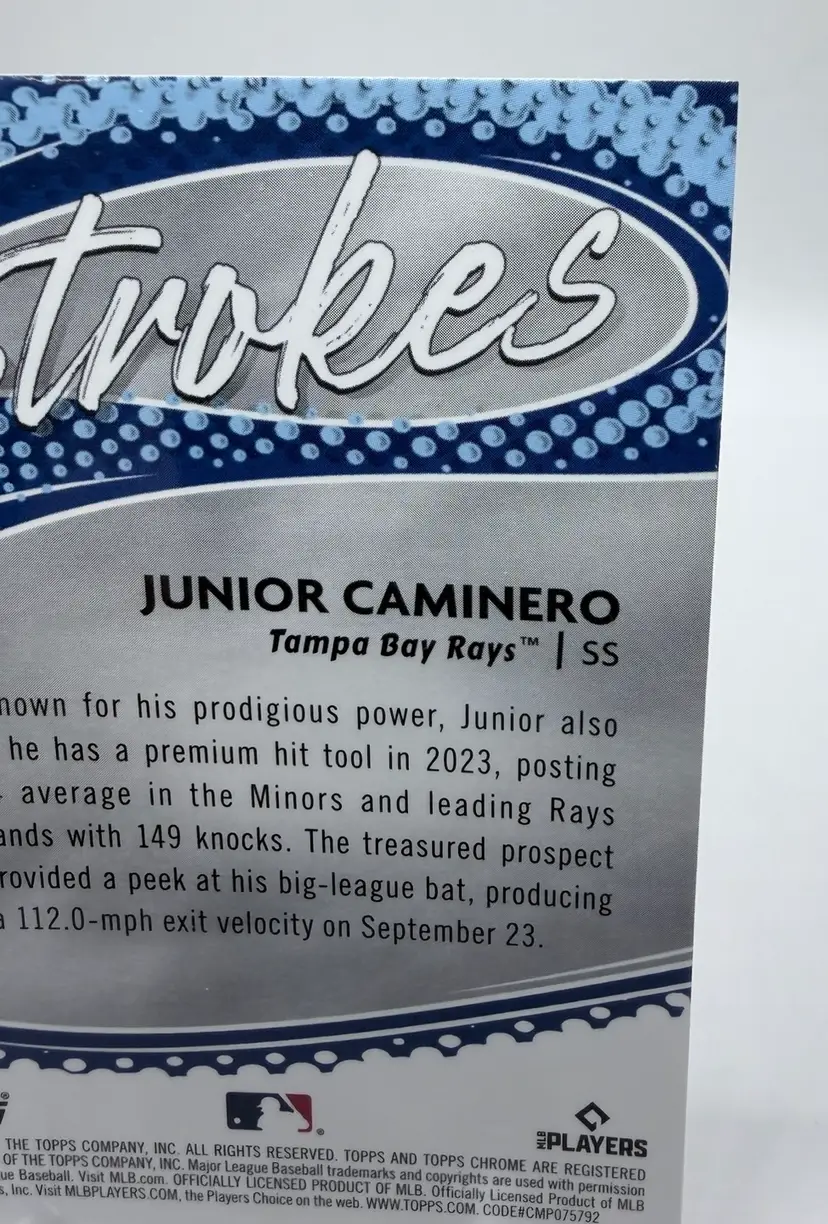 trokes
JUNIOR CAMINERO
Tampa Bay Rays™ | SS
nown for his prodigious power, Junior also
he has a premium hit tool in 2023, posting
average in the Minors and leading Rays
ands with 149 knocks. The treasured prospect
rovided a peek at his big-league bat, producing
a 112.0-mph exit velocity on September 23.
MLB PLAYERS
THE TOPPS COMPANY, INC. ALL RIGHTS RESERVED. TOPPS AND TOPPS CHROME ARE REGISTERED
OF THE TOPPS COMPANY, INC. Major League Baseball trademarks and copyrights are used with permission
ue Baseball. Visit MLB.com. OFFICIALLY LICENSED PRODUCT OF MLB. Officially Licensed Product of MLB
s, Inc. Visit MLBPLAYERS.COM, the Players Choice on the web. WWW.TOPPS.COM. CODE#CMP075792